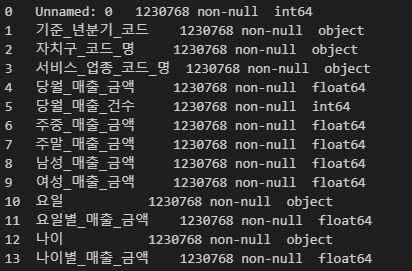 0 Unnamed: 0 1230768 non-null int64
1 기준_년분기_코드 1230768 non-null object
2 자치구_코드_명 1230768 non-null object
3 서비스_업종_코드_명 1230768 non-null object
4 당월_매출_금액 1230768 non-null float64
5 당월_매출_건수 1230768 non-null int64
6 주중_매출_금액 1230768 non-null float64
7 주말_매출_금액 1230768 non-null float64
8 남성_매출_금액 1230768 non-null float64
9 여성_매출_금액 1230768 non-null float64
10 요일 1230768 non-null object
11 요일별_매출_금액 1230768 non-null float64
12 나이 1230768 non-null object
13 나이별_매출_금액 1230768 non-null float64